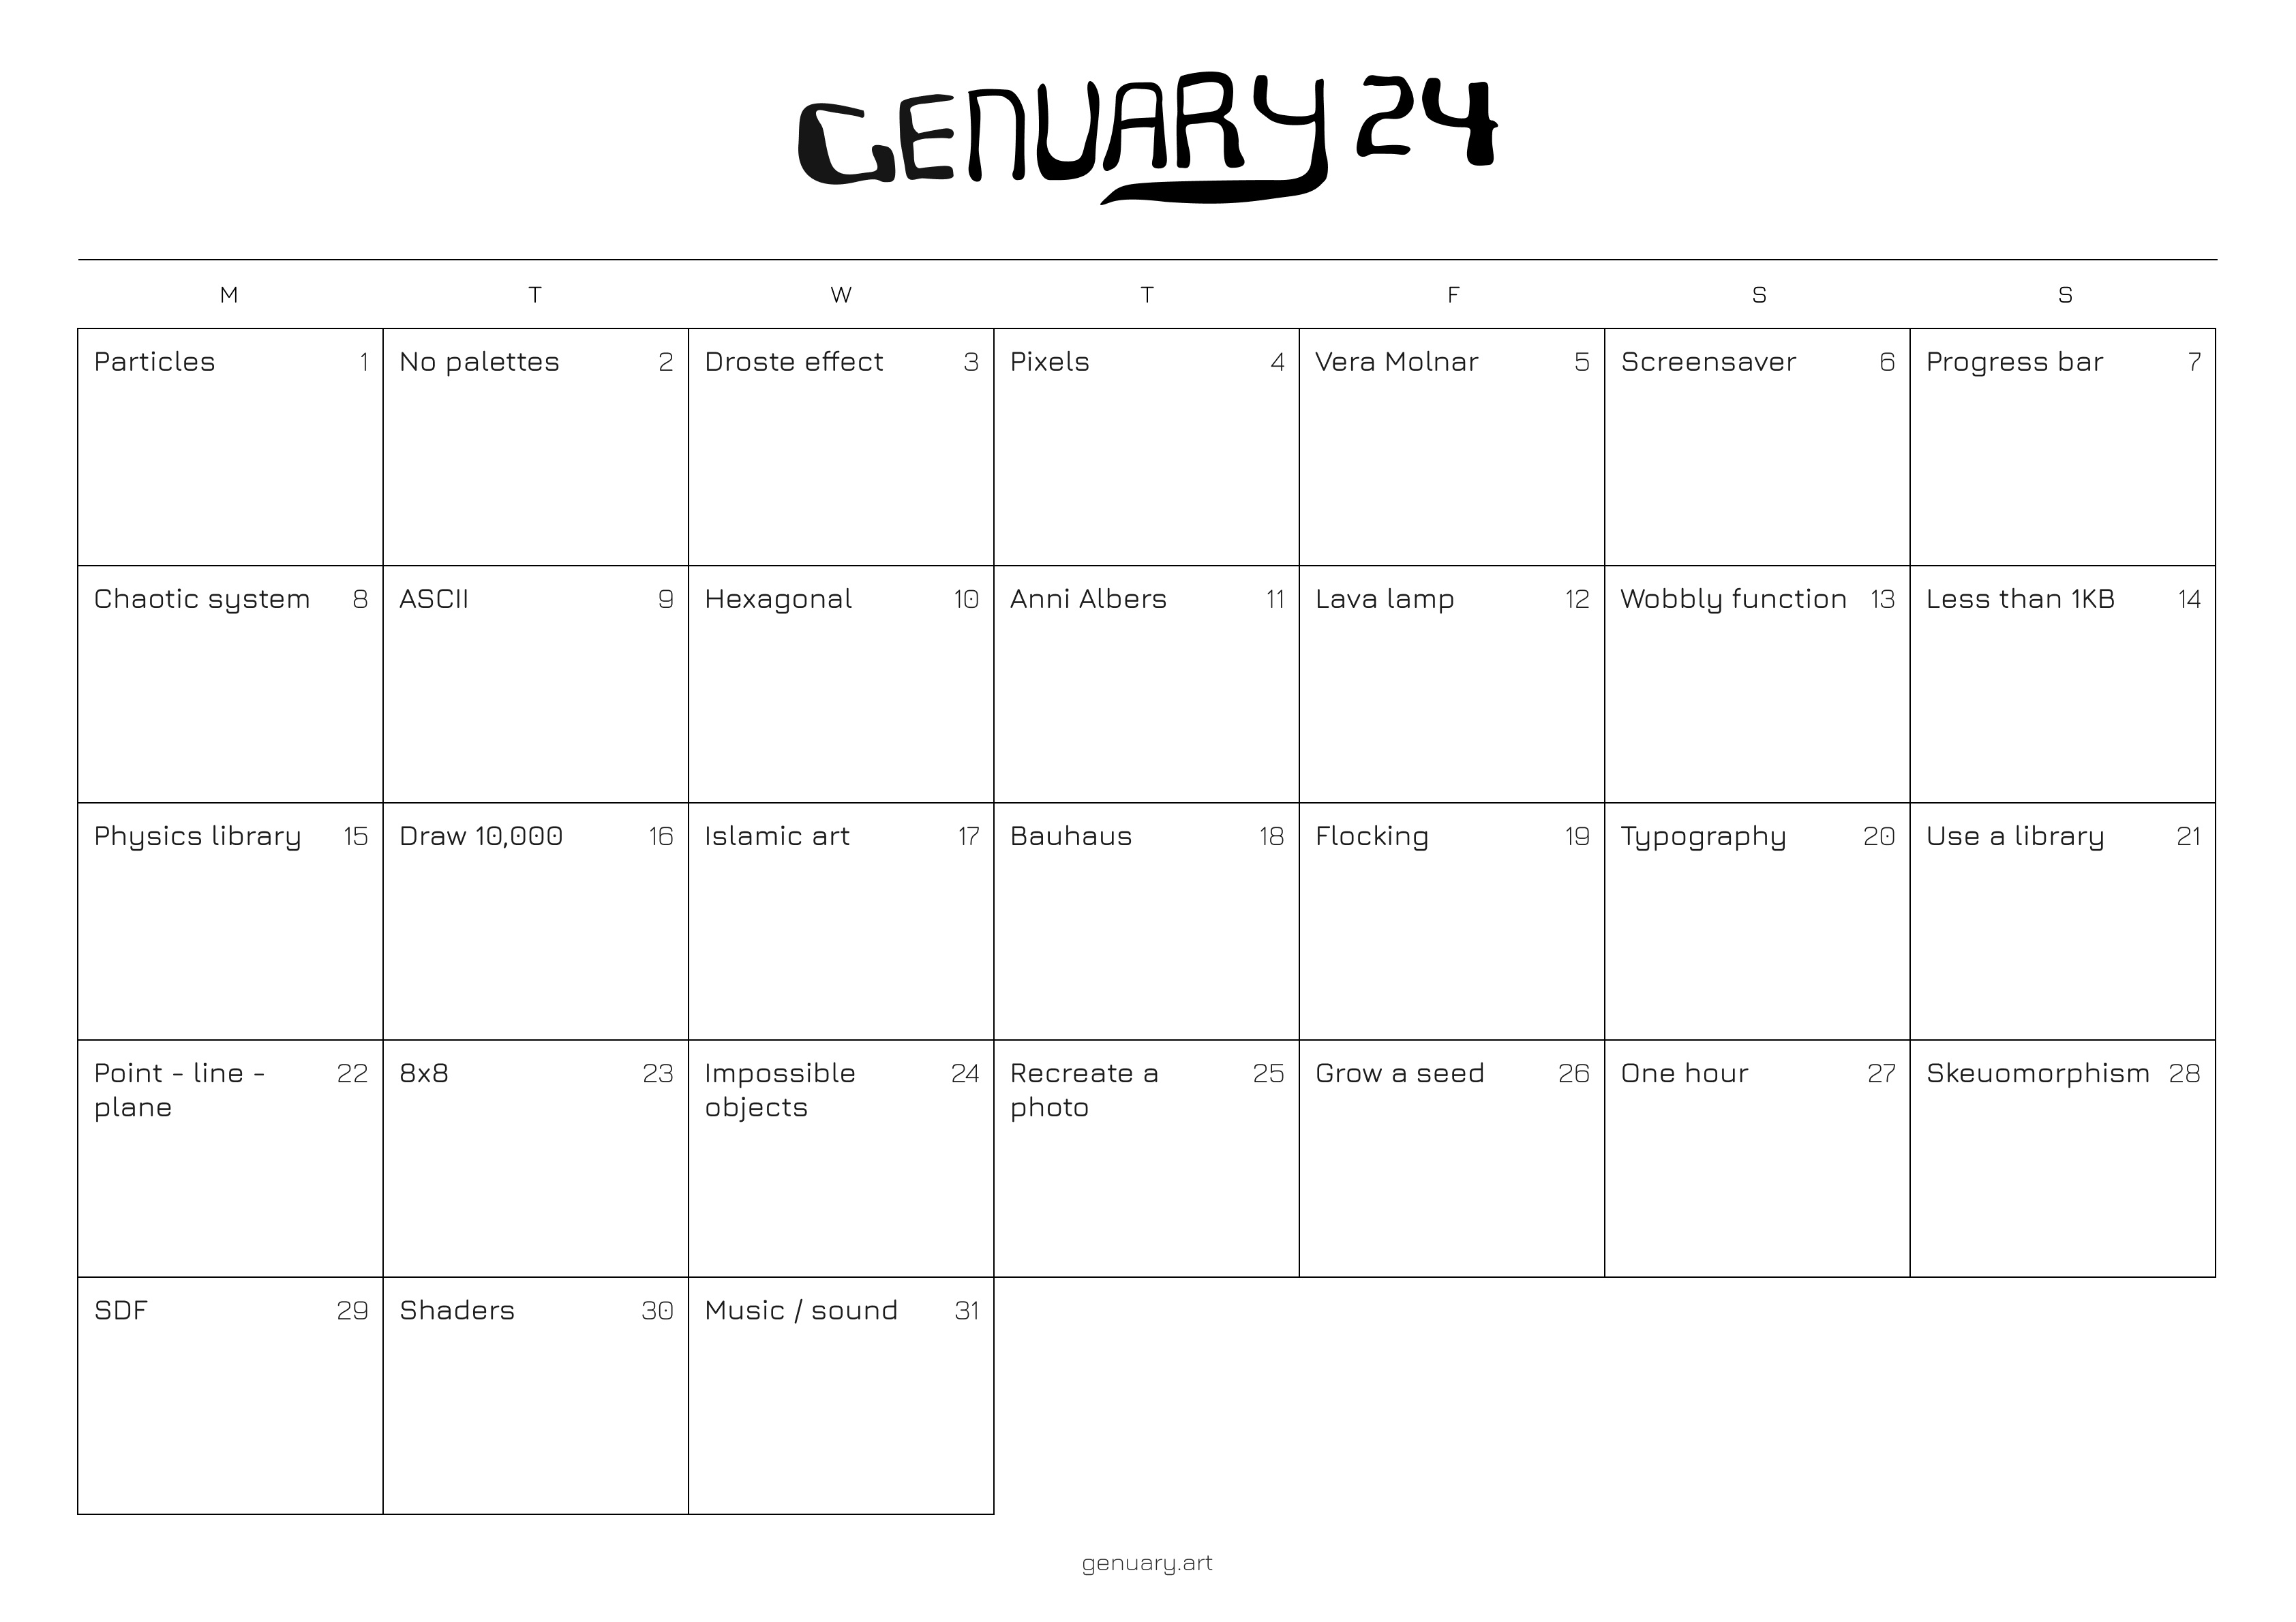 GENUARY 24
M T W T F S S
Particles 1 No palettes 2 Droste effect 3 Pixels 4 Vera Molnar 5 Screensaver 6 Progress bar 7
Chaotic system 8 ASCII 9 Hexagonal 10 Anni Albers 11 Lava lamp 12 Wobbly function 13 Less than 1KB 14
Physics library 15 Draw 10,000 16 Islamic art 17 Bauhaus 18 Flocking 19 Typography 20 Use a library 21
Point - line - 22 8x8 23 Impossible 24 Recreate a 25 Grow a seed 26 One hour 27 Skeuomorphism 28
plane objects photo
SDF 29 Shaders 30 Music / sound 31
genuary.art